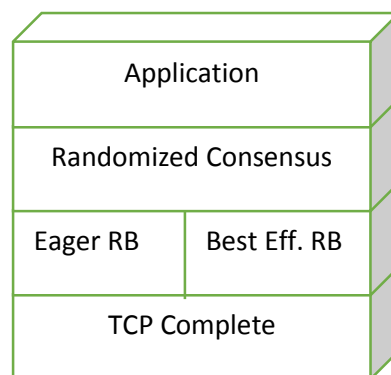 Application
Randomized Consensus
Eager RB
Best Eff. RB
TCP Complete